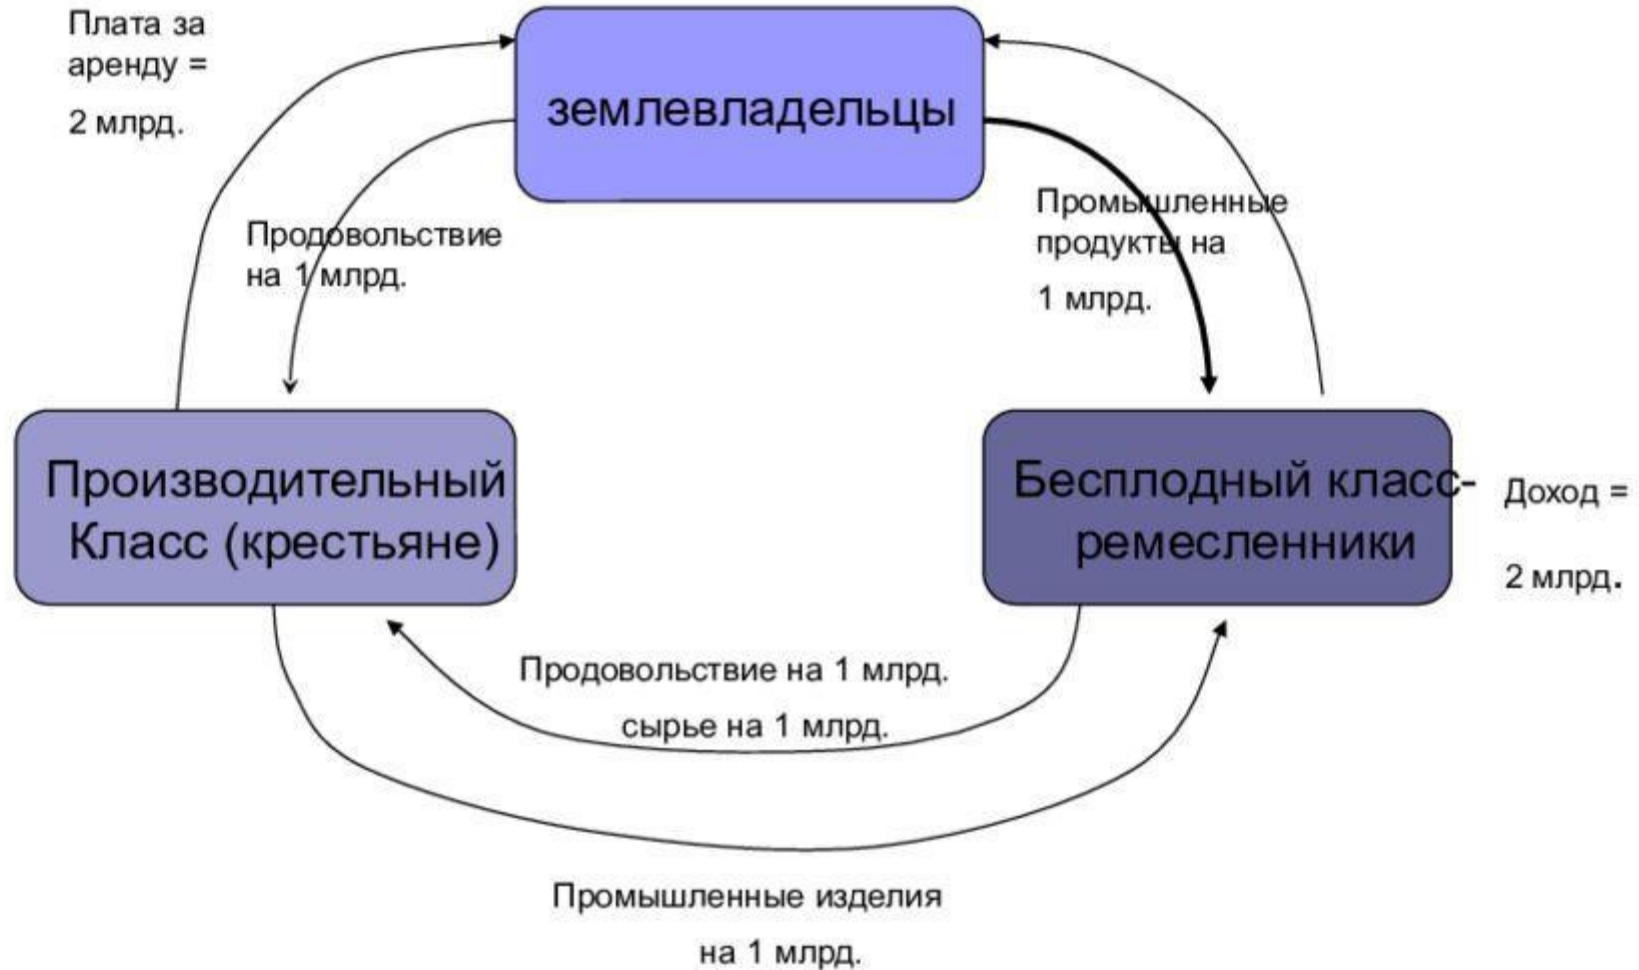 Плата за
аренду =
2 млрд.
землевладельцы
Продовольствие
на 1 млрд.
Промышленные
продукты на
1 млрд.
Производительный
Класс (крестьяне)
Бесплодный класс-
ремесленники
Доход =
2 млрд.
Продовольствие на 1 млрд.
сырье на 1 млрд.
Промышленные изделия
на 1 млрд.